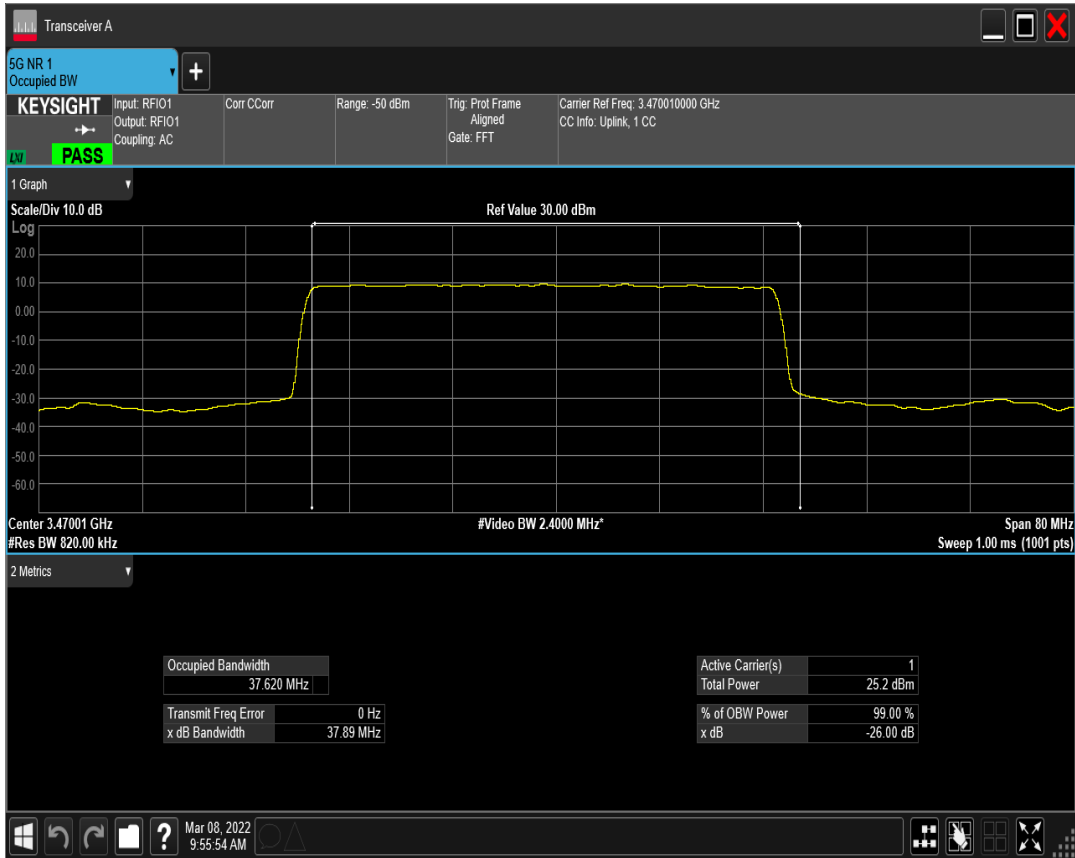 Transceiver A
5G NR 1
Occupied BW
+
KEYSIGHT
LXI
PASS
Input: RFIO1
Output: RFIO1
Coupling: AC
Corr CCorr
Range: -50 dBm
Trig: Prot Frame
Aligned
Gate: FFT
Carrier Ref Freq: 3.470010000 GHz
CC Info: Uplink, 1 CC
1 Graph
Scale/Div 10.0 dB
Ref Value 30.00 dBm
Log
20.0
10.0
0.00
-10.0
-20.0
-30.0
-40.0
-50.0
-60.0
Center 3.47001 GHz
#Video BW 2.4000 MHz*
Span 80 MHz
#Res BW 820.00 kHz
Sweep 1.00 ms (1001 pts)
2 Metrics
Occupied Bandwidth
37.620 MHz
Transmit Freq Error 0 Hz
x dB Bandwidth 37.89 MHz
Active Carrier(s) 1
Total Power 25.2 dBm
% of OBW Power 99.00 %
x dB -26.00 dB
?
Mar 08, 2022
9:55:54 AM